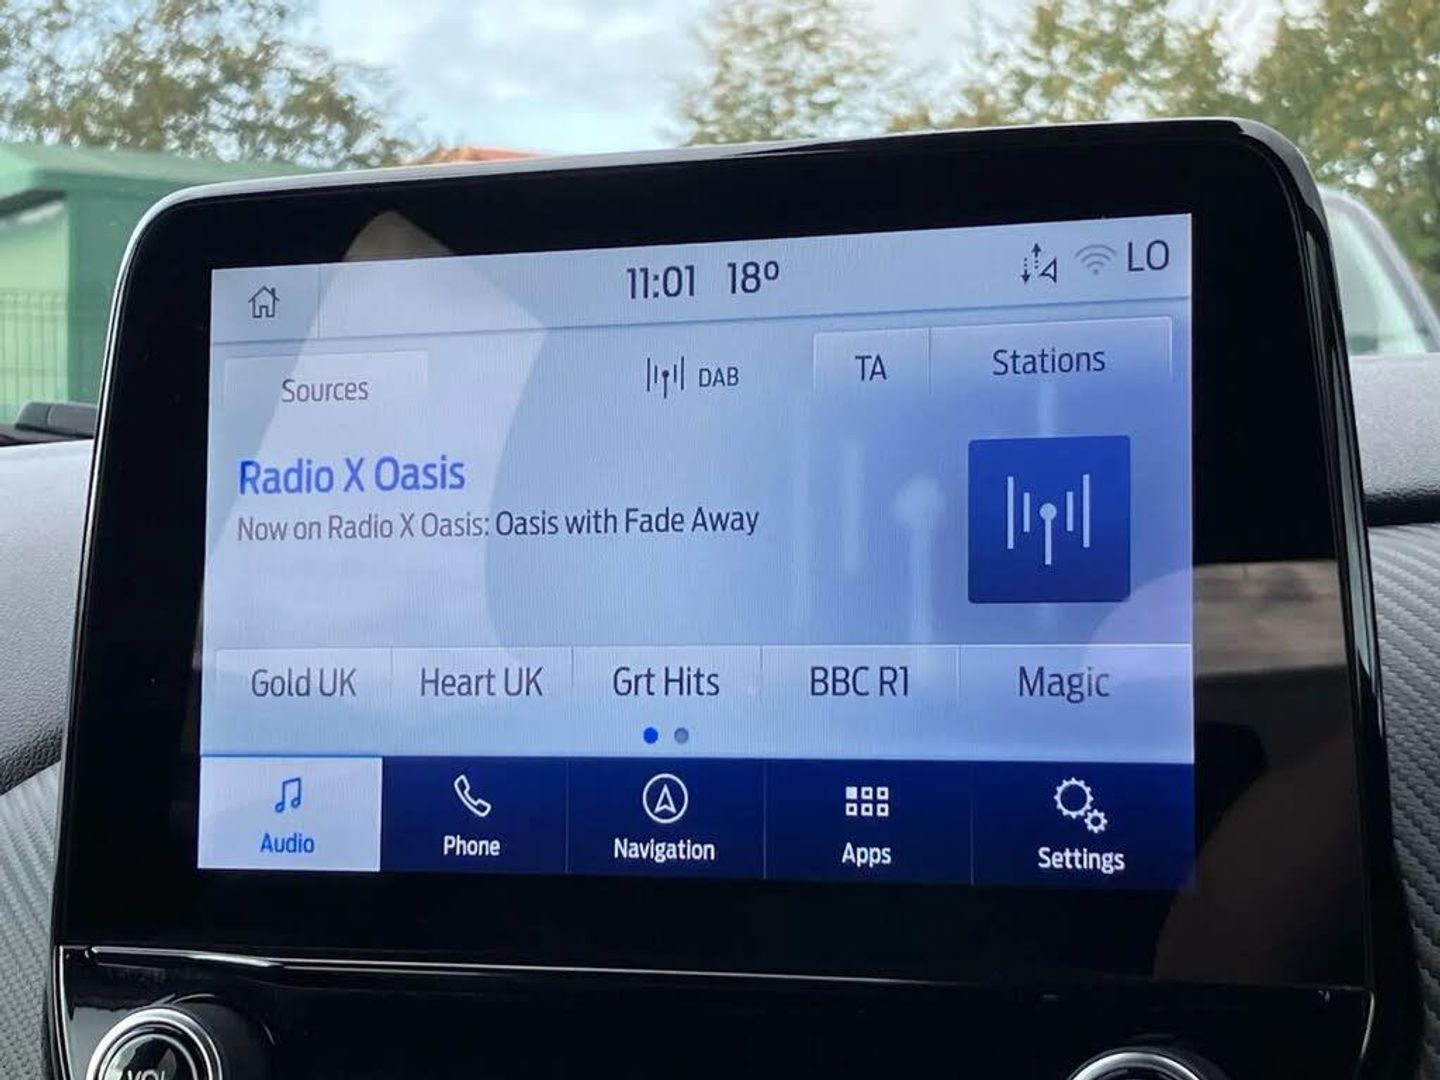 11:01 18° LO
Sources DAB TA Stations
Radio X Oasis
Now on Radio X Oasis: Oasis with Fade Away
Gold UK Heart UK Grt Hits BBC R1 Magic
Audio Phone Navigation Apps Settings
VOL